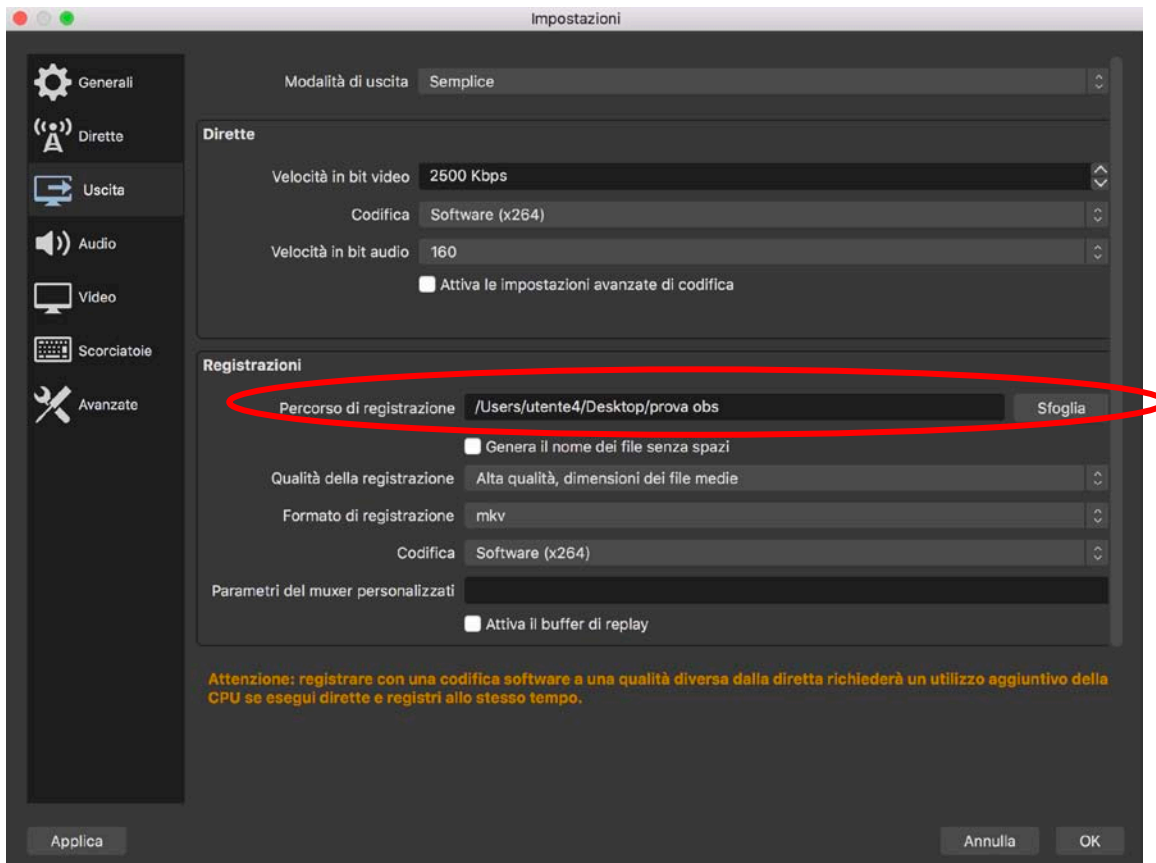 Impostazioni
Generali
Dirette
Uscita
Audio
Video
Scorciatoie
Avanzate
Modalità di uscita Semplice
Dirette
Velocità in bit video 2500 Kbps
Codifica Software (x264)
Velocità in bit audio 160
Attiva le impostazioni avanzate di codifica
Registrazioni
Percorso di registrazione /Users/utente4/Desktop/prova obs Sfoglia
Genera il nome dei file senza spazi
Qualità della registrazione Alta qualità, dimensioni dei file medie
Formato di registrazione mkv
Codifica Software (x264)
Parametri del muxer personalizzati
Attiva il buffer di replay
Attenzione: registrare con una codifica software a una qualità diversa dalla diretta richiederà un utilizzo aggiuntivo della
CPU se esegui dirette e registri allo stesso tempo.
Applica Annulla OK